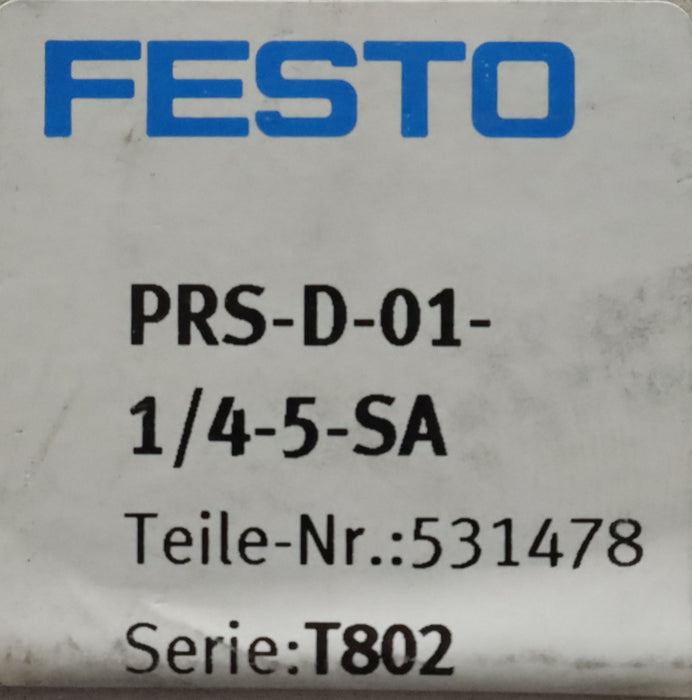 FESTO
PRS-D-01-
1/4-5-SA
Teile-Nr.:531478
Serie:T802